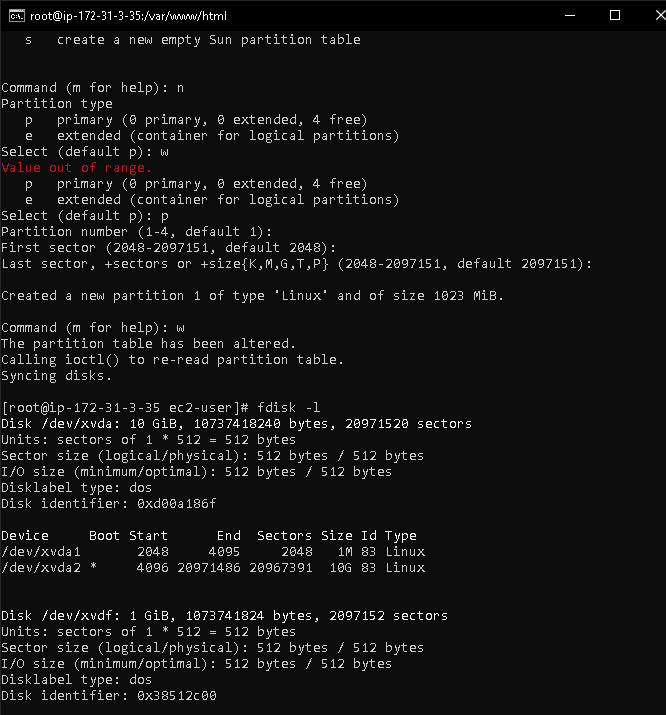 root@ip-172-31-3-35:/var/www/html
s   create a new empty Sun partition table
Command (m for help): n
Partition type
   p   primary (0 primary, 0 extended, 4 free)
   e   extended (container for logical partitions)
Select (default p): w
Value out of range.
   p   primary (0 primary, 0 extended, 4 free)
   e   extended (container for logical partitions)
Select (default p): p
Partition number (1-4, default 1):
First sector (2048-2097151, default 2048):
Last sector, +sectors or +size{K,M,G,T,P} (2048-2097151, default 2097151):
Created a new partition 1 of type 'Linux' and of size 1023 MiB.
Command (m for help): w
The partition table has been altered.
Calling ioctl() to re-read partition table.
Syncing disks.
[root@ip-172-31-3-35 ec2-user]# fdisk -l
Disk /dev/xvda: 10 GiB, 10737418240 bytes, 20971520 sectors
Units: sectors of 1 * 512 = 512 bytes
Sector size (logical/physical): 512 bytes / 512 bytes
I/O size (minimum/optimal): 512 bytes / 512 bytes
Disklabel type: dos
Disk identifier: 0xd00a186f
Device     Boot Start      End  Sectors Size Id Type
/dev/xvda1       2048     4095     2048   1M 83 Linux
/dev/xvda2 *     4096 20971486 20967391  10G 83 Linux
Disk /dev/xvdf: 1 GiB, 1073741824 bytes, 2097152 sectors
Units: sectors of 1 * 512 = 512 bytes
Sector size (logical/physical): 512 bytes / 512 bytes
I/O size (minimum/optimal): 512 bytes / 512 bytes
Disklabel type: dos
Disk identifier: 0x38512c00